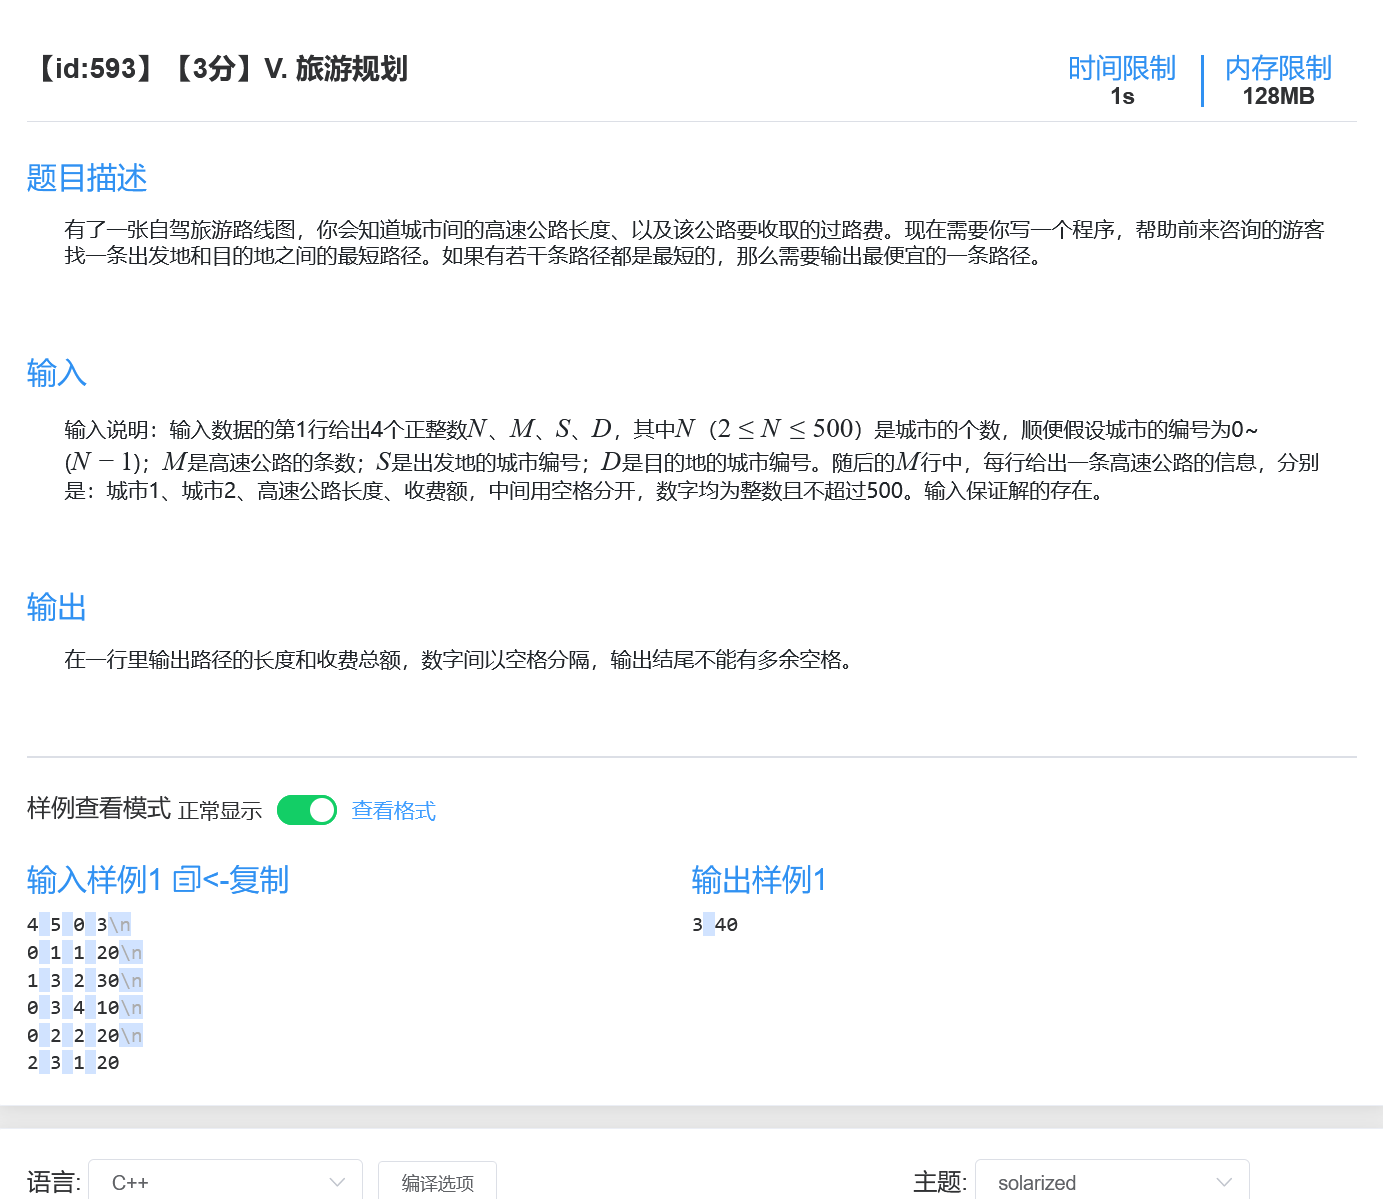 【id:593】【3分】V. 旅游规划
时间限制
1s
内存限制
128MB
题目描述
有了一张自驾旅游路线图，你会知道城市间的高速公路长度、以及该公路要收取的过路费。现在需要你写一个程序，帮助前来咨询的游客
找一条出发地和目的地之间的最短路径。如果有若干条路径都是最短的，那么需要输出最便宜的一条路径。
输入
输入说明：输入数据的第1行给出4个正整数N、M、S、D，其中N（2 ≤ N ≤ 500）是城市的个数，顺便假设城市的编号为0~
(N − 1)；M是高速公路的条数；S是出发地的城市编号；D是目的地的城市编号。随后的M行中，每行给出一条高速公路的信息，分别
是：城市1、城市2、高速公路长度、收费额，中间用空格分开，数字均为整数且不超过500。输入保证解的存在。
输出
在一行里输出路径的长度和收费总额，数字间以空格分隔，输出结尾不能有多余空格。
样例查看模式 正常显示 查看格式
输入样例1 <-复制
4 5 0 3\n
0 1 1 20\n
1 3 2 30\n
0 3 4 10\n
0 2 2 20\n
2 3 1 20
输出样例1
3 40
语言: C++ 编译选项 主题: solarized